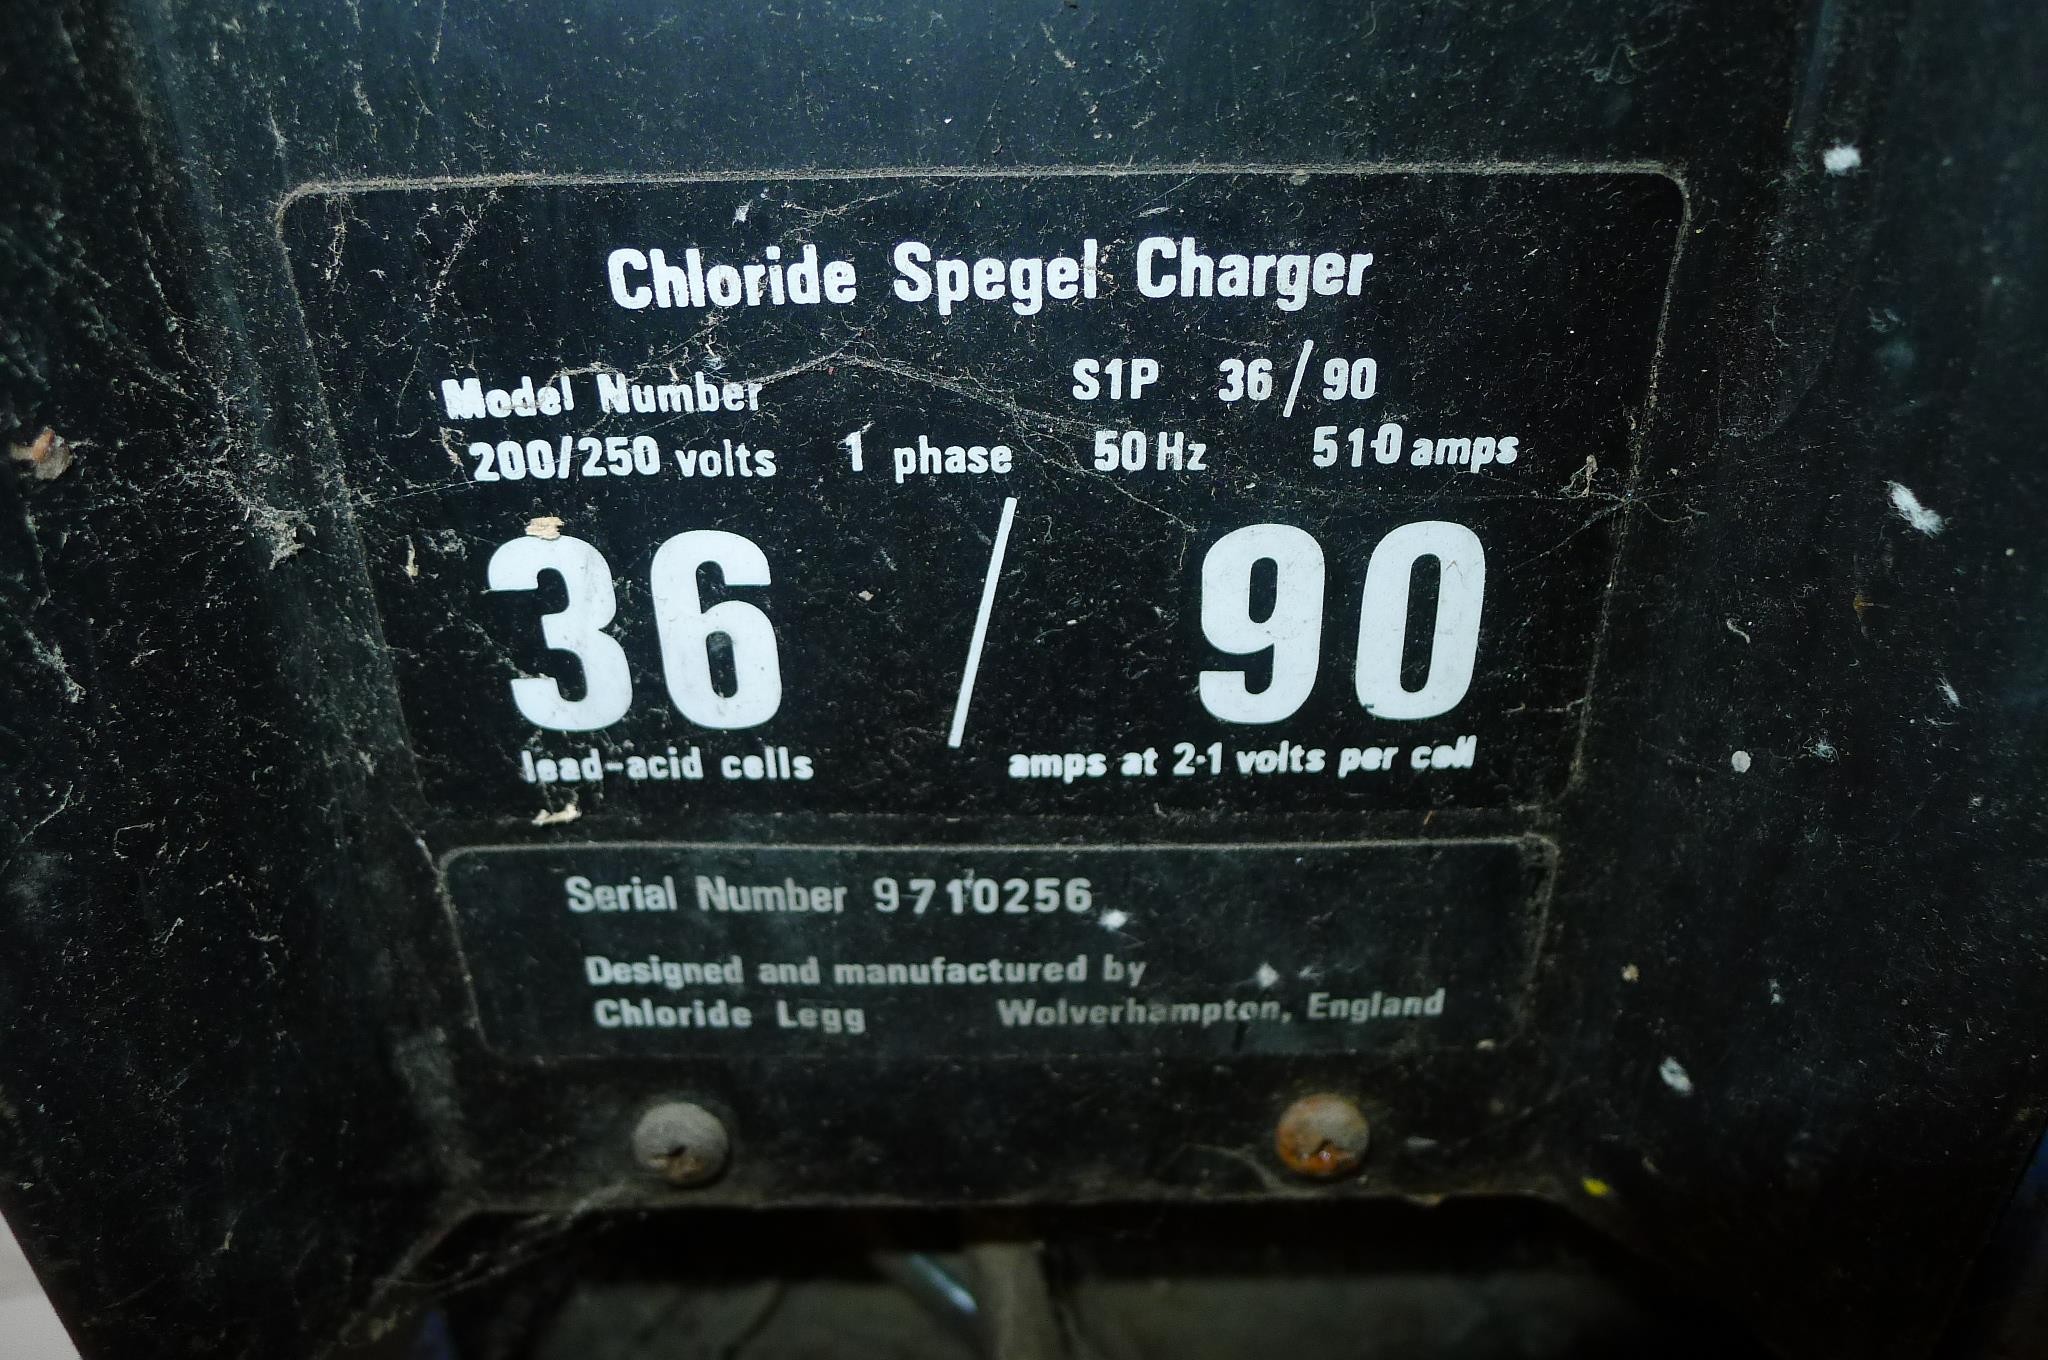 Chloride Spegel Charger
Model Number S1P 36/90
200/250 volts 1 phase 50 Hz 51·0 amps
36 / 90
lead-acid cells amps at 2·1 volts per cell
Serial Number 9710256
Designed and manufactured by
Chloride Legg Wolverhampton, England